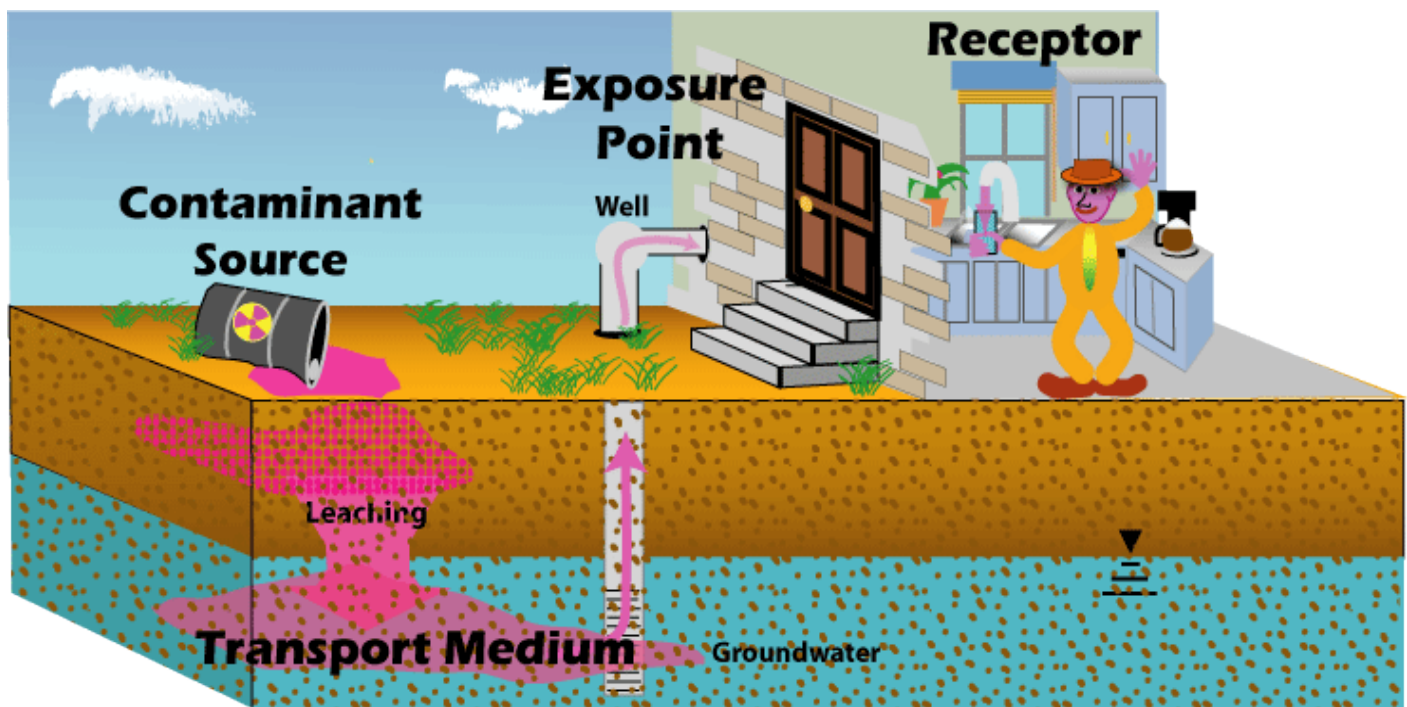 Receptor
Exposure
Point
Well
Contaminant
Source
Leaching
Transport Medium
Groundwater